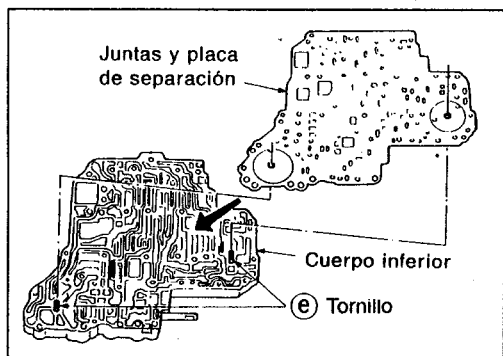 Juntas y placa
de separación
Cuerpo inferior
ⓔ Tornillo